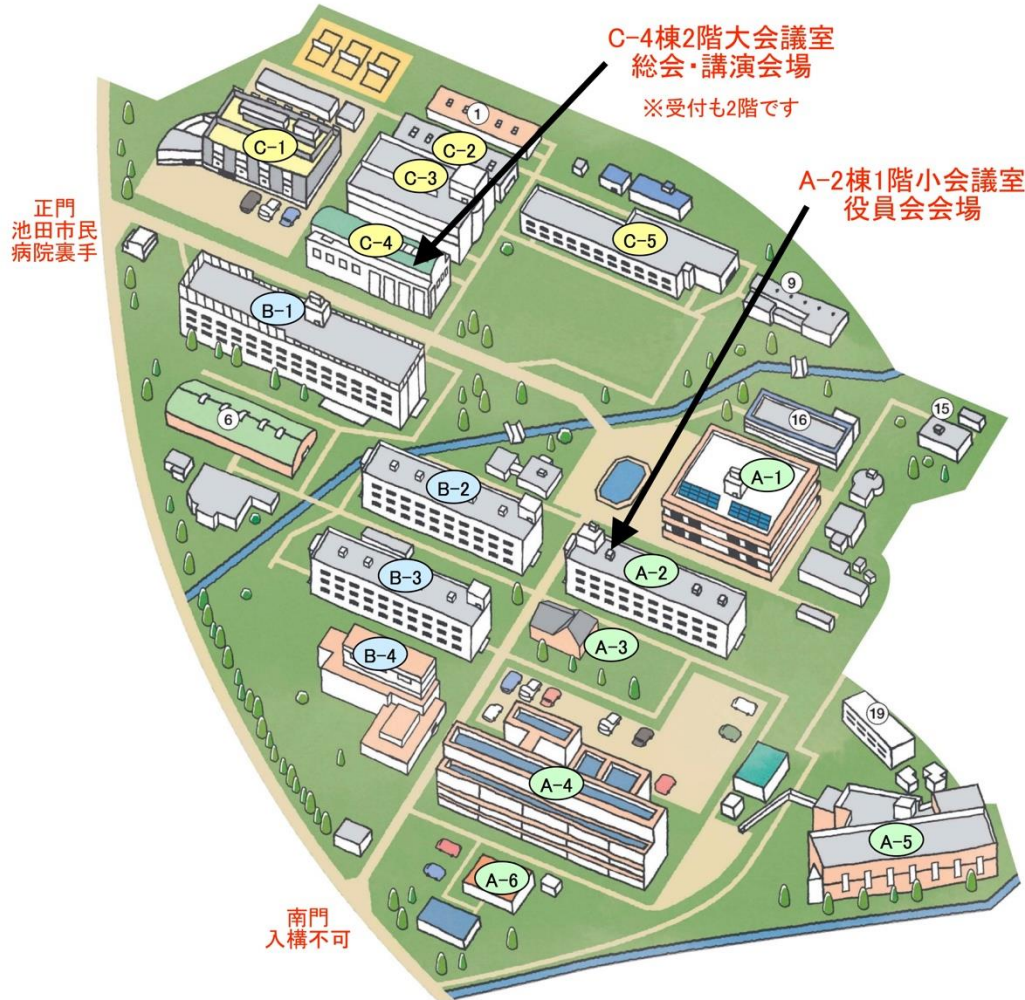 C-4棟2階大会議室
総会・講演会場
※受付も2階です
A-2棟1階小会議室
役員会会場
正門
池田市民
病院裏手
C-1
1
C-2
C-3
C-4
C-5
9
B-1
6
16
15
A-1
B-2
B-3
A-2
A-3
B-4
19
A-4
A-5
A-6
南門
入構不可